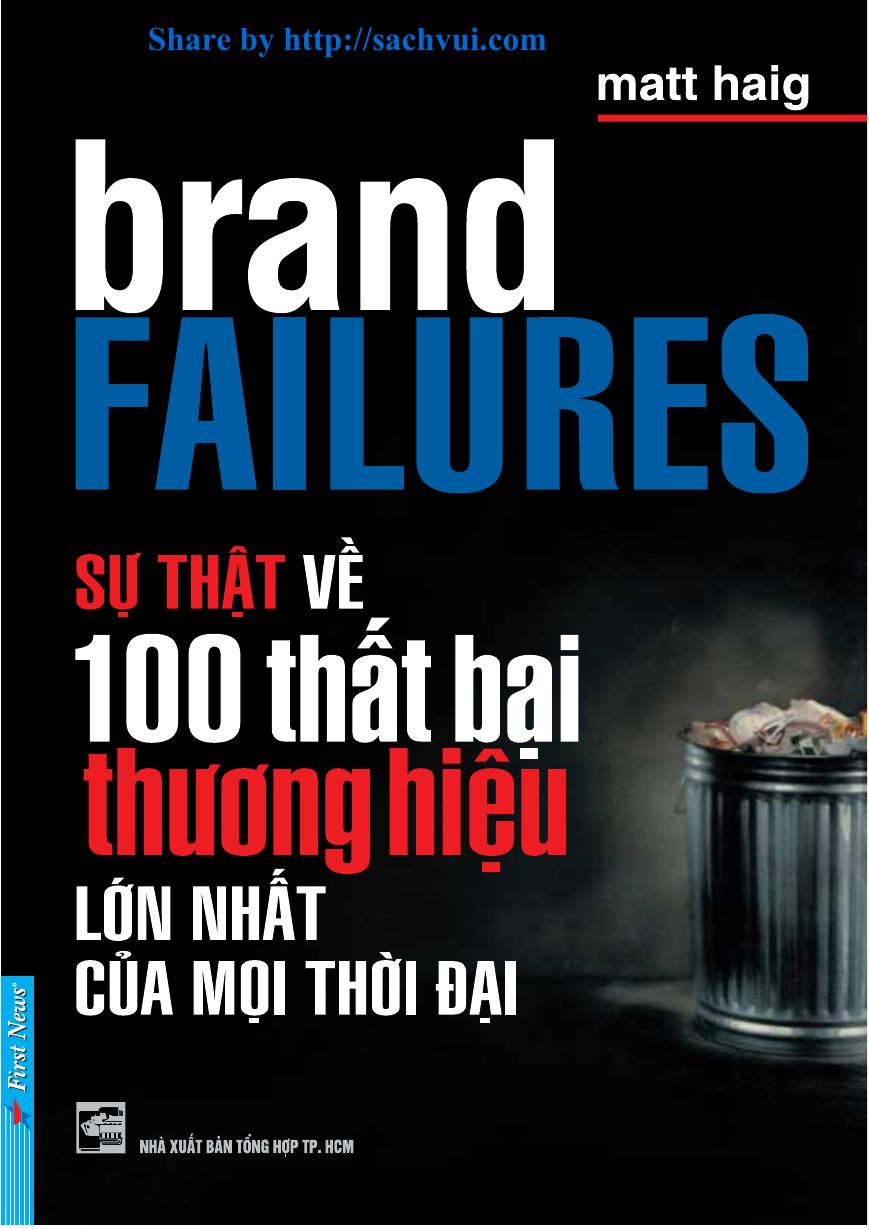 Share by http://sachvui.com
matt haig
brand
FAILURES
SỰ THẬT VỀ
100 thất bại
thương hiệu
LỚN NHẤT
CỦA MỌI THỜI ĐẠI
First News®
NHÀ XUẤT BẢN TỔNG HỢP TP. HCM